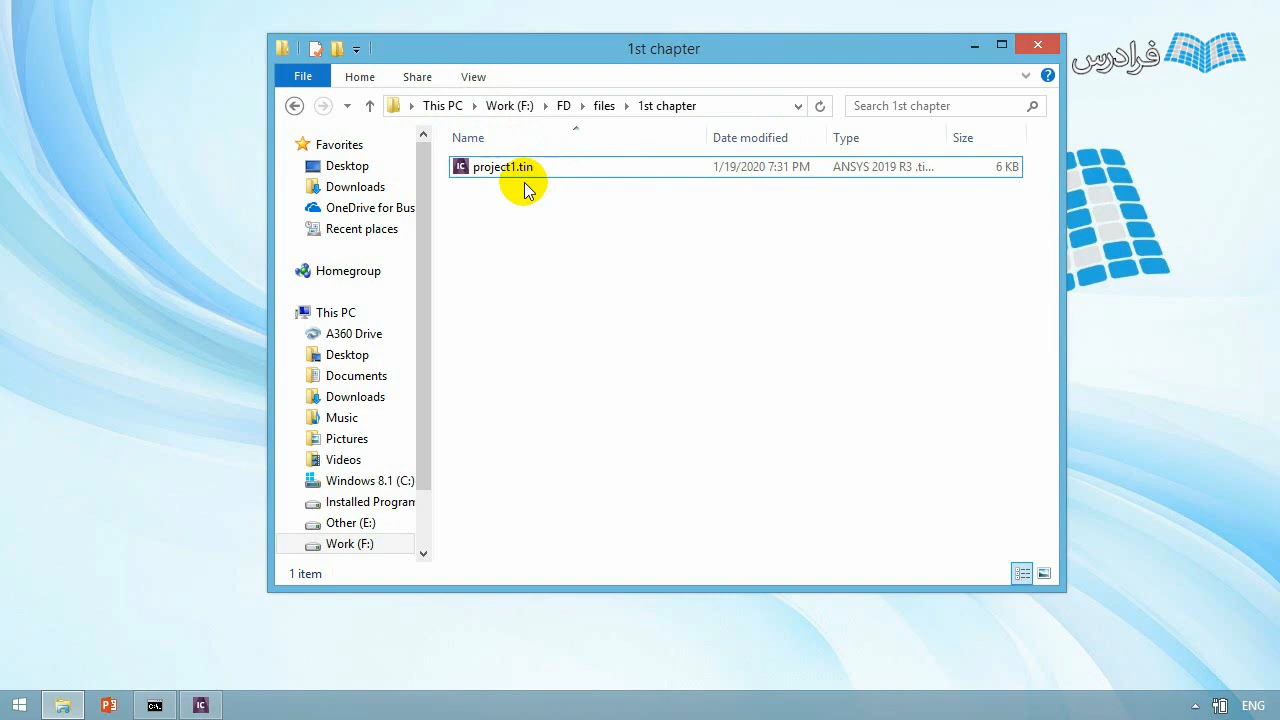 1st chapter
فرادرس
File Home Share View
This PC Work (F:) FD files 1st chapter
Search 1st chapter
Name Date modified Type Size
IC project1.tin 1/19/2020 7:31 PM ANSYS 2019 R3 .ti... 6 KB
Favorites
Desktop
Downloads
OneDrive for Bus
Recent places
Homegroup
This PC
A360 Drive
Desktop
Documents
Downloads
Music
Pictures
Videos
Windows 8.1 (C:)
Installed Progran
Other (E:)
Work (F:)
1 item
IC
ENG